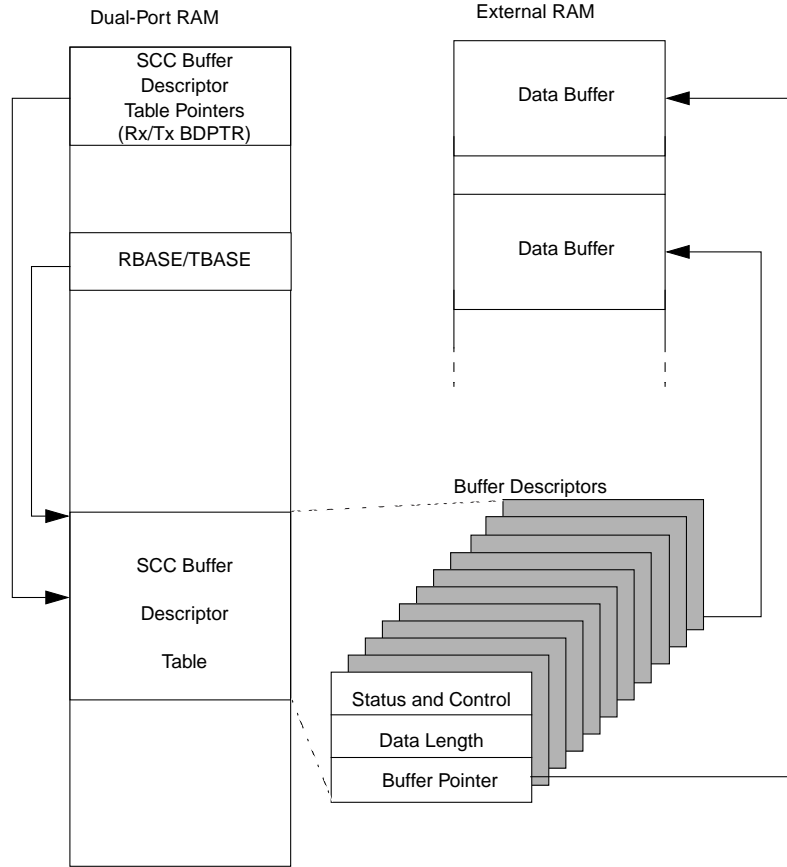 Dual-Port RAM
External RAM
SCC Buffer
Descriptor
Table Pointers
(Rx/Tx BDPTR)
Data Buffer
RBASE/TBASE
Data Buffer
Buffer Descriptors
SCC Buffer
Descriptor
Table
Status and Control
Data Length
Buffer Pointer